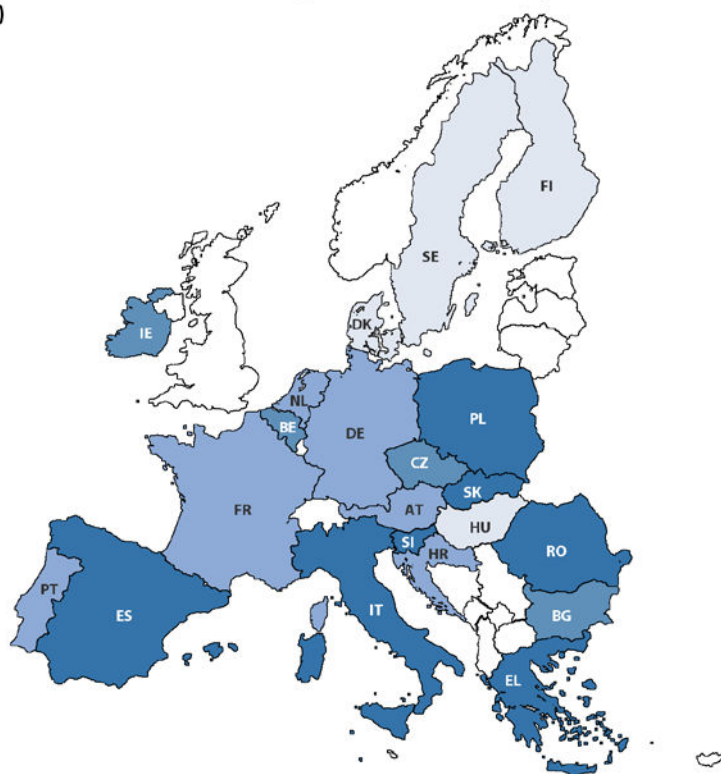 )
FI
SE
DK
IE
NL
BE
DE
PL
CZ
SK
FR
AT
HU
SI
HR
RO
PT
ES
IT
BG
EL